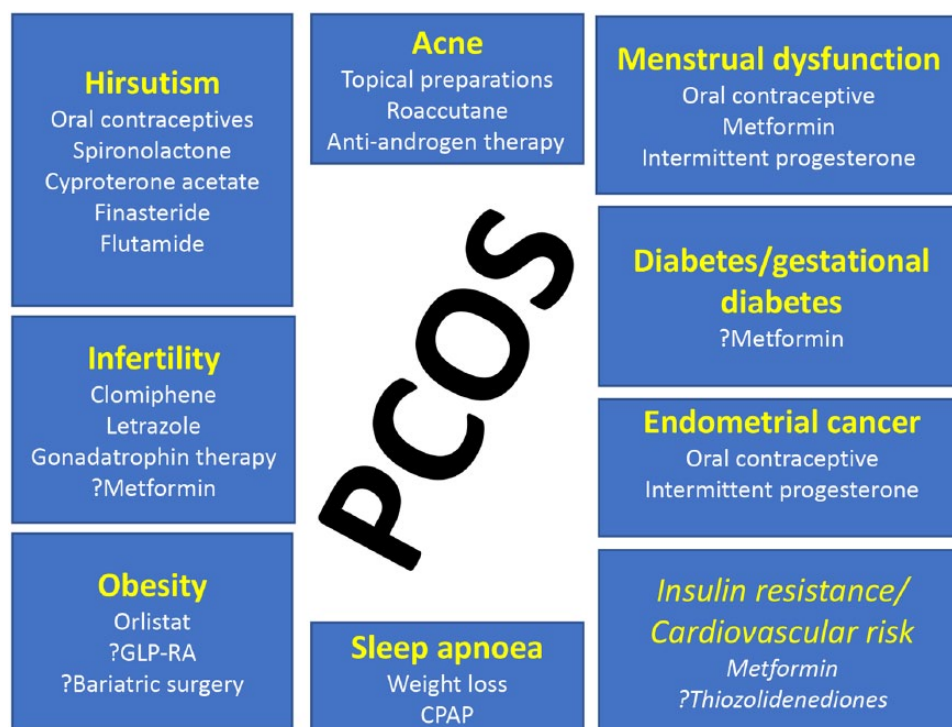 Hirsutism
Oral contraceptives
Spironolactone
Cyproterone acetate
Finasteride
Flutamide
Acne
Topical preparations
Roaccutane
Anti-androgen therapy
Menstrual dysfunction
Oral contraceptive
Metformin
Intermittent progesterone
Infertility
Clomiphene
Letrazole
Gonadatrophin therapy
?Metformin
PCOS
Diabetes/gestational
diabetes
?Metformin
Endometrial cancer
Oral contraceptive
Intermittent progesterone
Obesity
Orlistat
?GLP-RA
?Bariatric surgery
Sleep apnoea
Weight loss
CPAP
Insulin resistance/
Cardiovascular risk
Metformin
?Thiozolidenediones